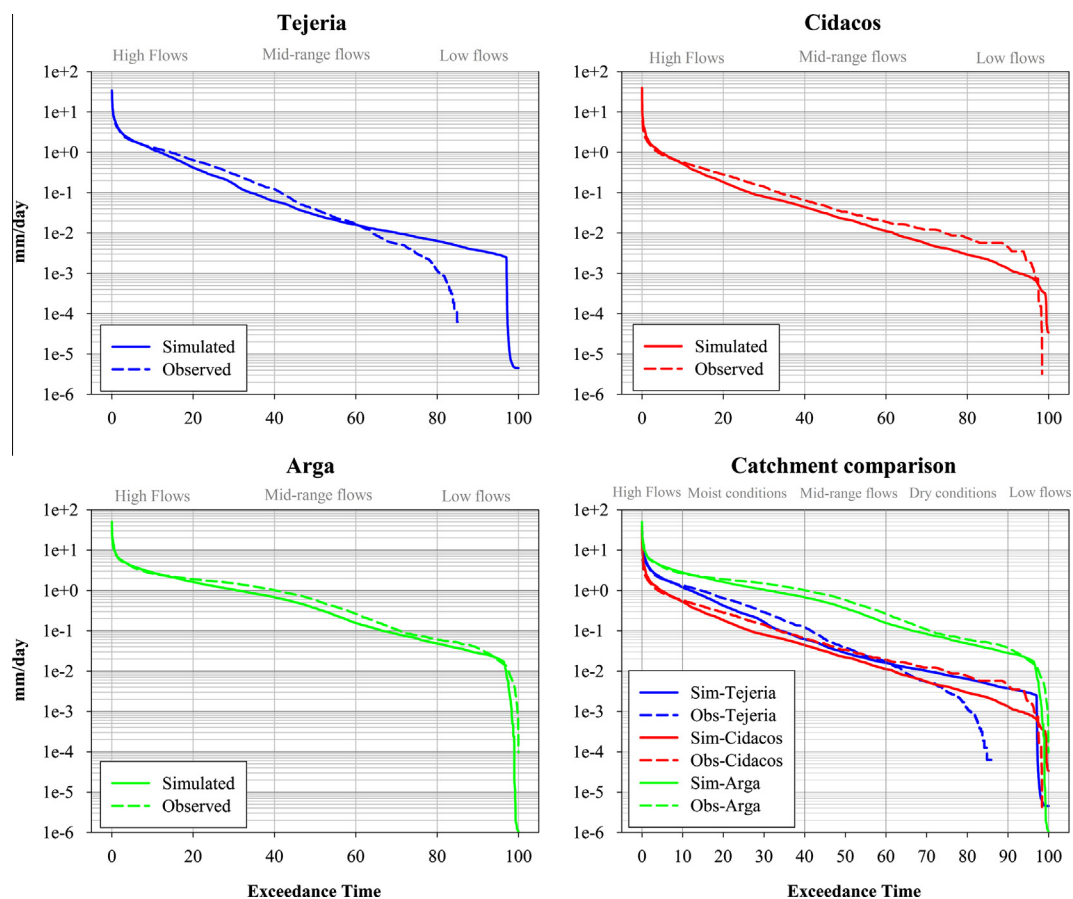 Tejeria
High Flows Mid-range flows Low flows
1e+2
1e+1
1e+0
1e-1
1e-2
1e-3
1e-4
1e-5
1e-6
mm/day
Simulated
Observed
0 20 40 60 80 100
Cidacos
High Flows Mid-range flows Low flows
1e+2
1e+1
1e+0
1e-1
1e-2
1e-3
1e-4
1e-5
1e-6
Simulated
Observed
0 20 40 60 80 100
Arga
High Flows Mid-range flows Low flows
1e+2
1e+1
1e+0
1e-1
1e-2
1e-3
1e-4
1e-5
1e-6
mm/day
Simulated
Observed
0 20 40 60 80 100
Exceedance Time
Catchment comparison
High Flows Moist conditions Mid-range flows Dry conditions Low flows
1e+2
1e+1
1e+0
1e-1
1e-2
1e-3
1e-4
1e-5
1e-6
Sim-Tejeria
Obs-Tejeria
Sim-Cidacos
Obs-Cidacos
Sim-Arga
Obs-Arga
0 10 20 30 40 50 60 70 80 90 100
Exceedance Time